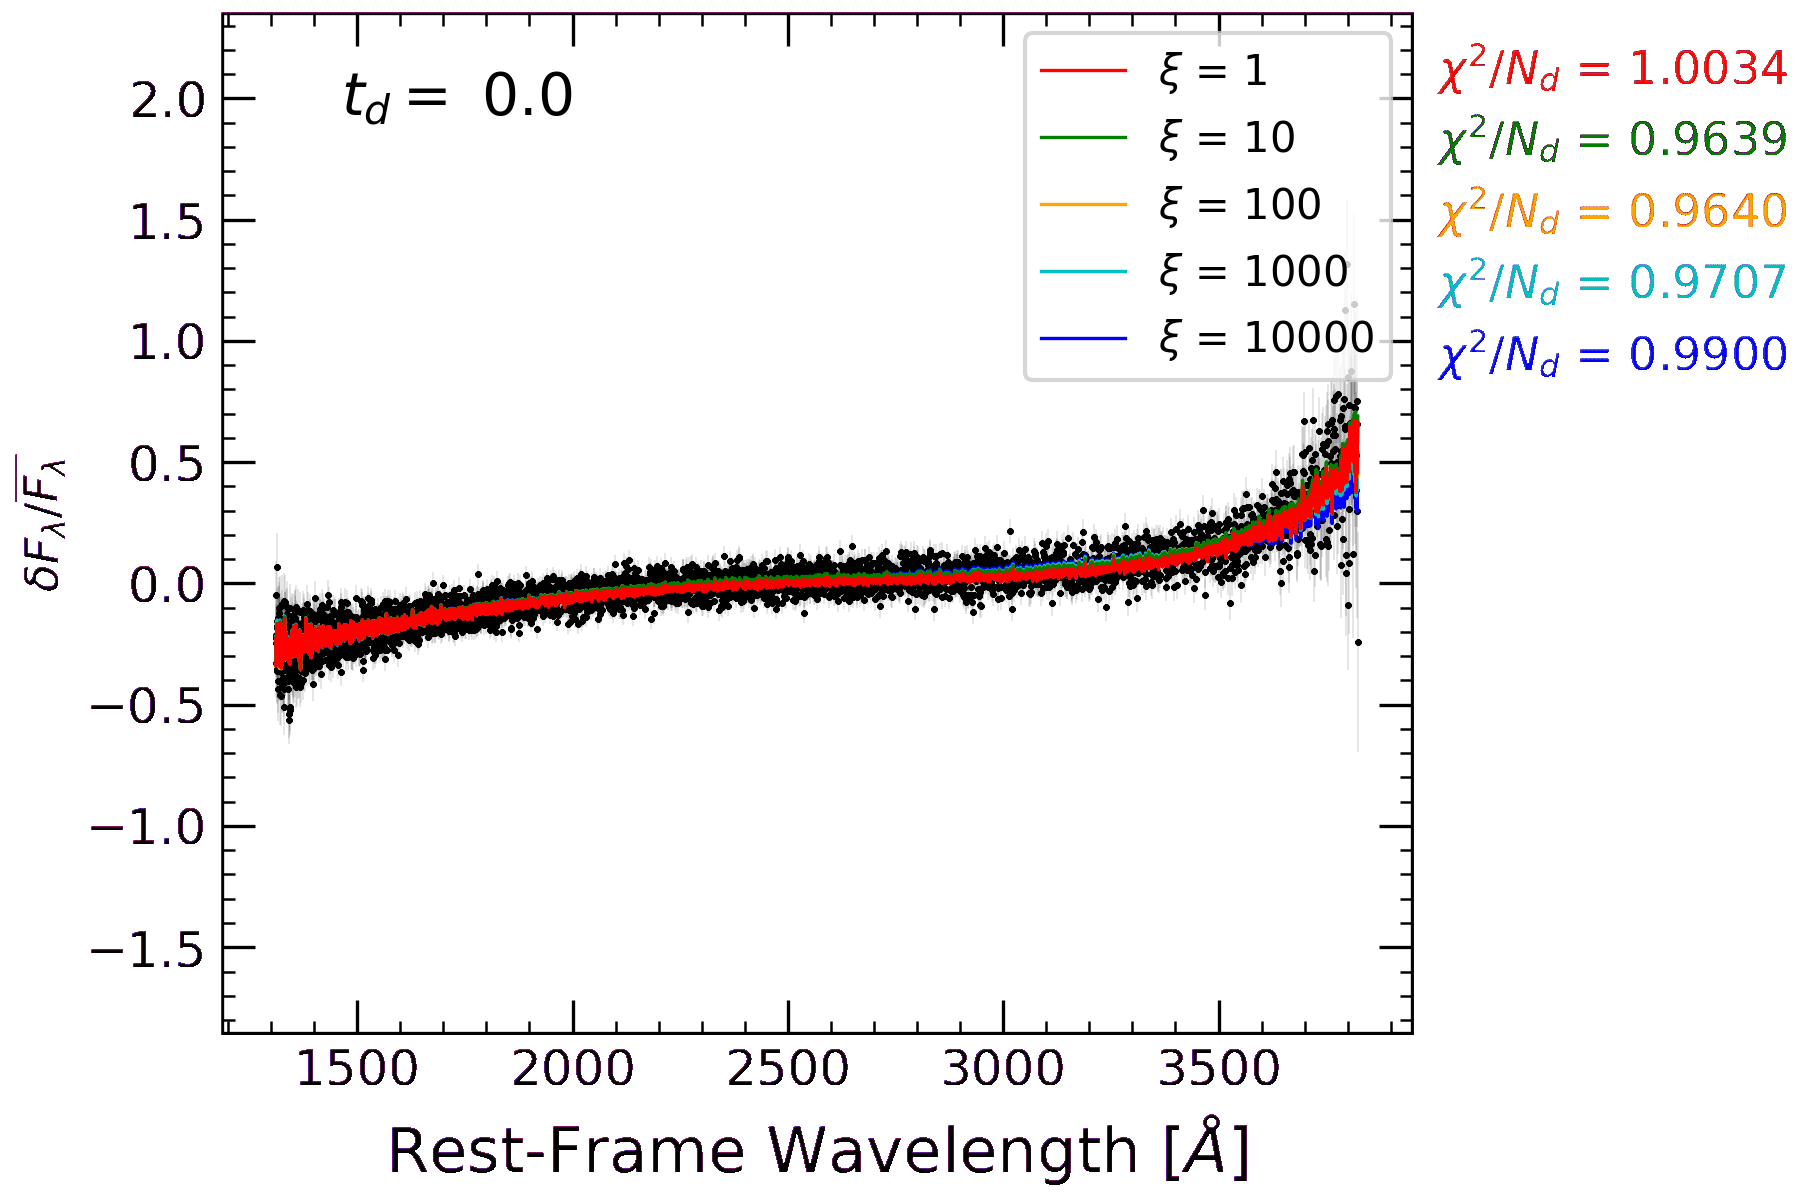 t_d = 0.0
ξ = 1
ξ = 10
ξ = 100
ξ = 1000
ξ = 10000
χ²/N_d = 1.0034
χ²/N_d = 0.9639
χ²/N_d = 0.9640
χ²/N_d = 0.9707
χ²/N_d = 0.9900
δF_λ/F̅_λ
2.0
1.5
1.0
0.5
0.0
−0.5
−1.0
−1.5
1500 2000 2500 3000 3500
Rest-Frame Wavelength [Å]